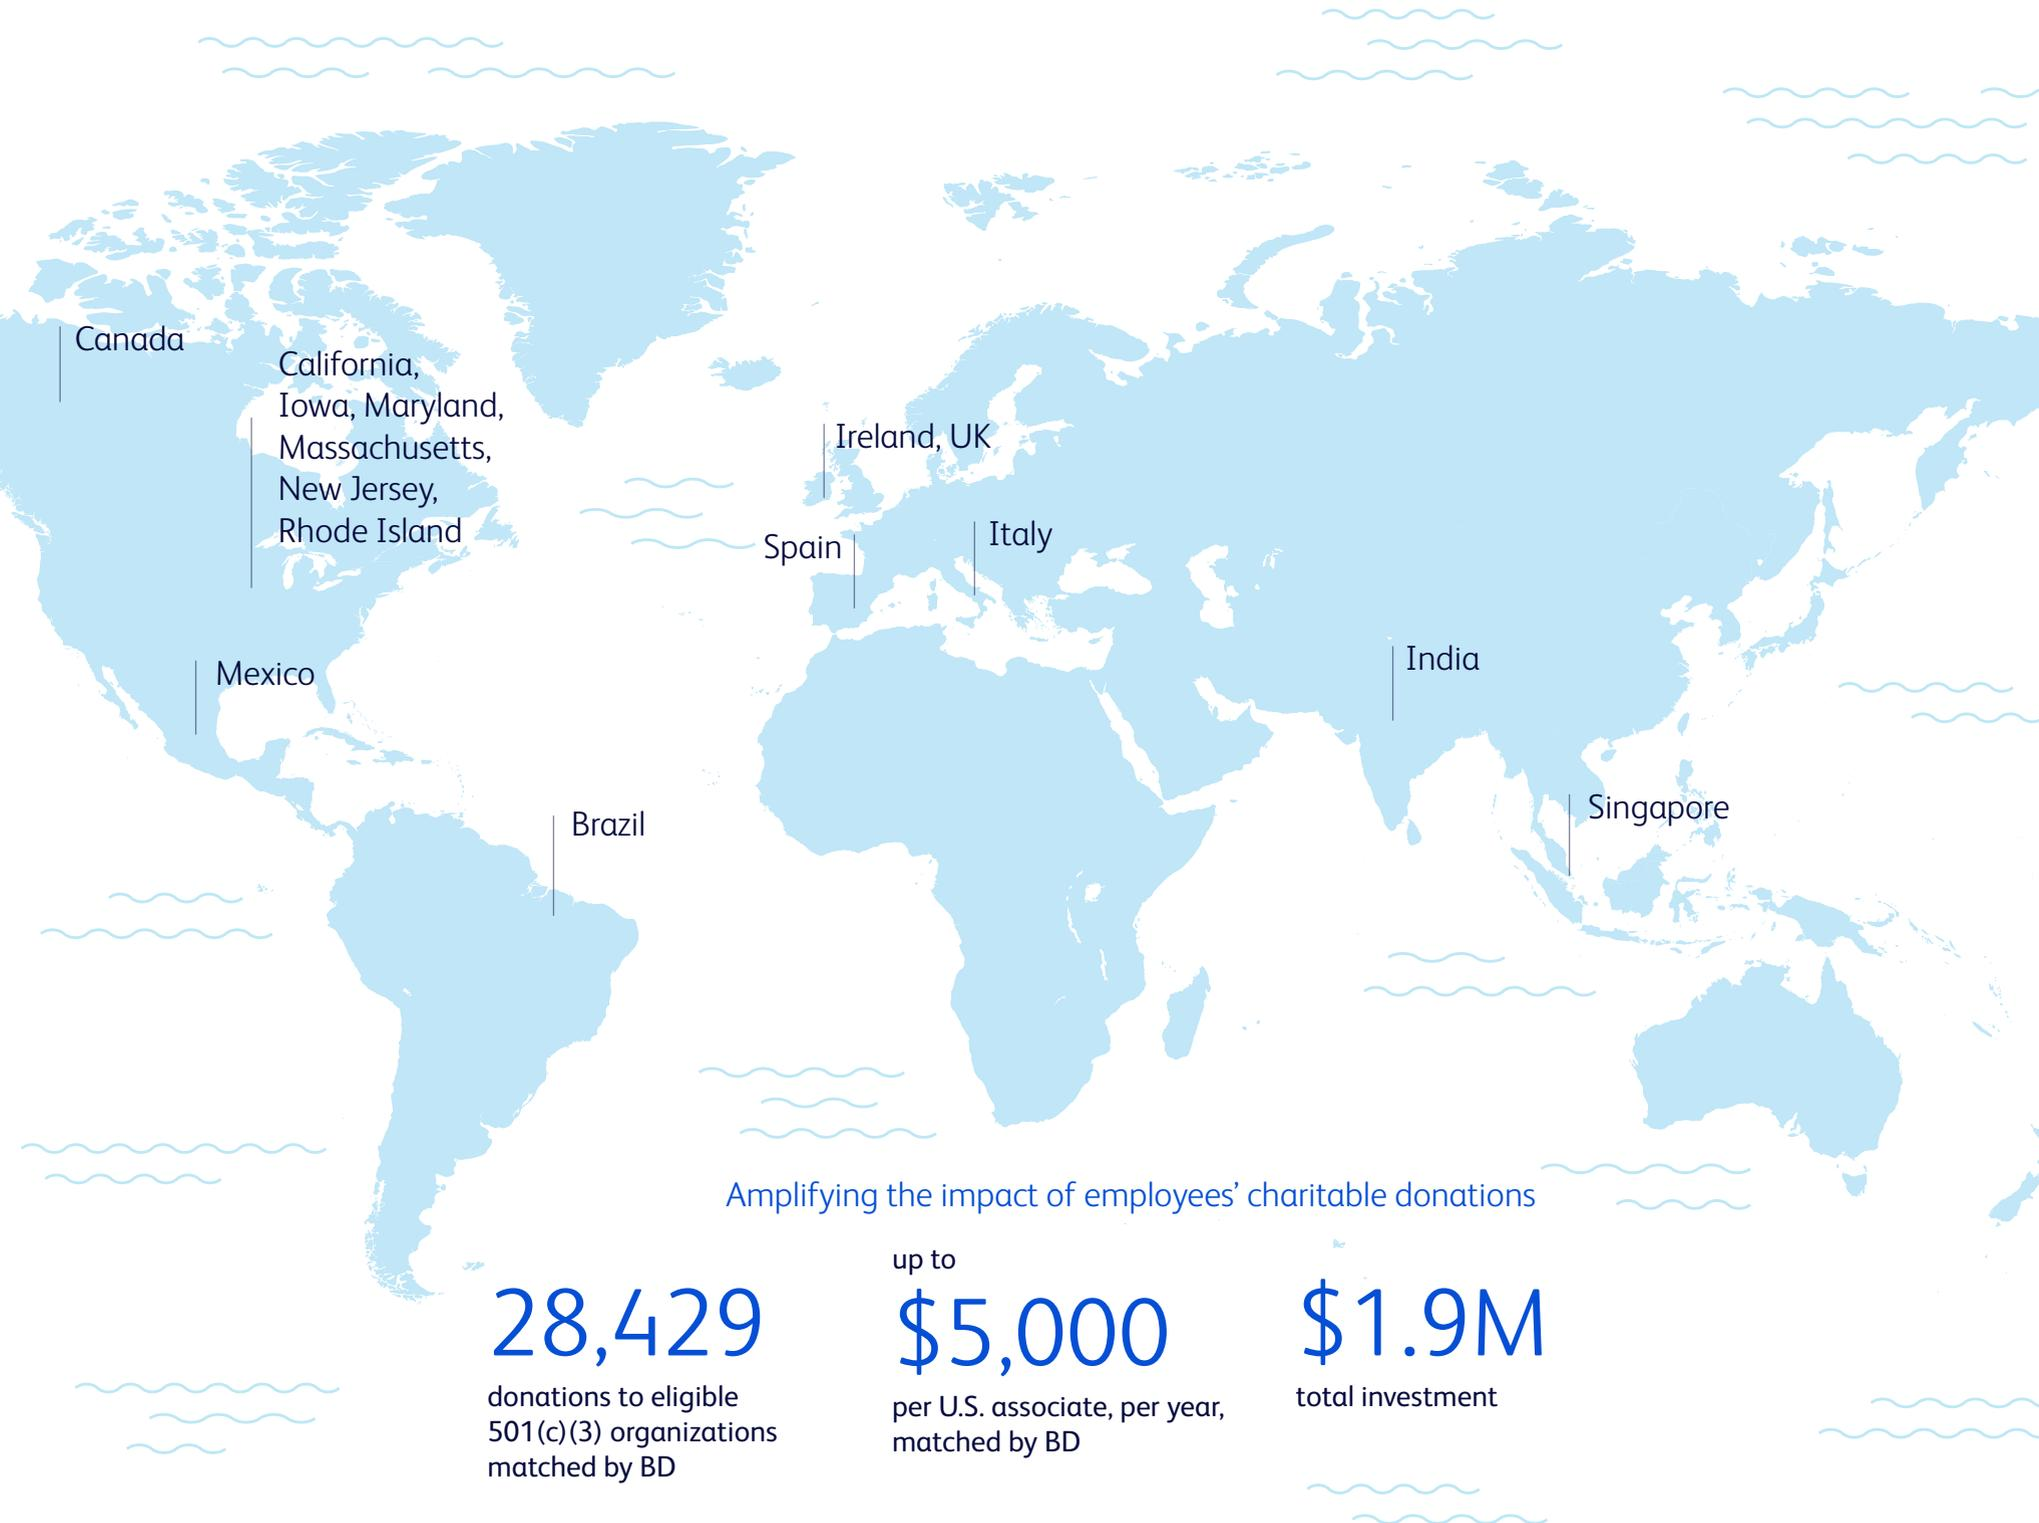 Canada
California,
Iowa, Maryland,
Massachusetts,
New Jersey,
Rhode Island
Ireland, UK
Spain
Italy
Mexico
India
Brazil
Singapore
Amplifying the impact of employees’ charitable donations
28,429
donations to eligible
501(c)(3) organizations
matched by BD
up to
$5,000
per U.S. associate, per year,
matched by BD
$1.9M
total investment